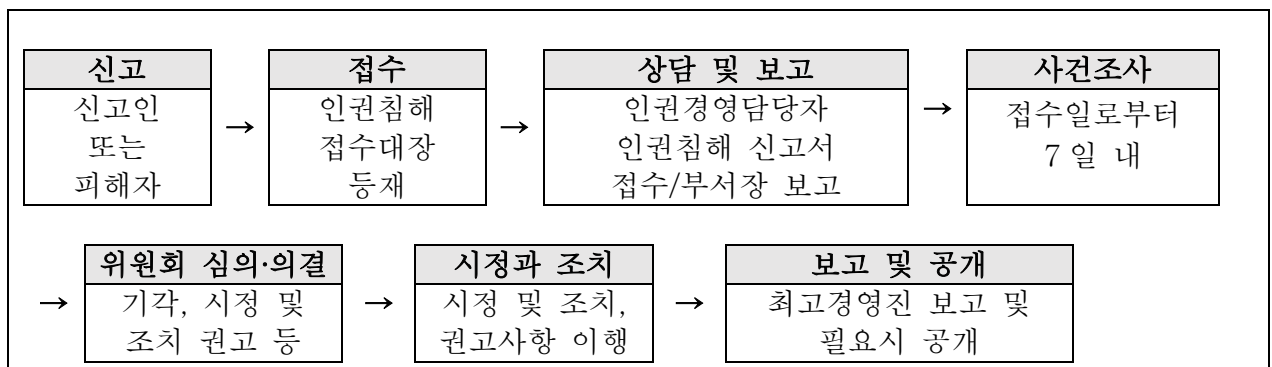 신고
신고인
또는
피해자
→
접수
인권침해
접수대장
등재
→
상담 및 보고
인권경영담당자
인권침해 신고서
접수/부서장 보고
→
사건조사
접수일로부터
7일 내
→
위원회 심의·의결
기각, 시정 및
조치 권고 등
→
시정과 조치
시정 및 조치,
권고사항 이행
→
보고 및 공개
최고경영진 보고 및
필요시 공개